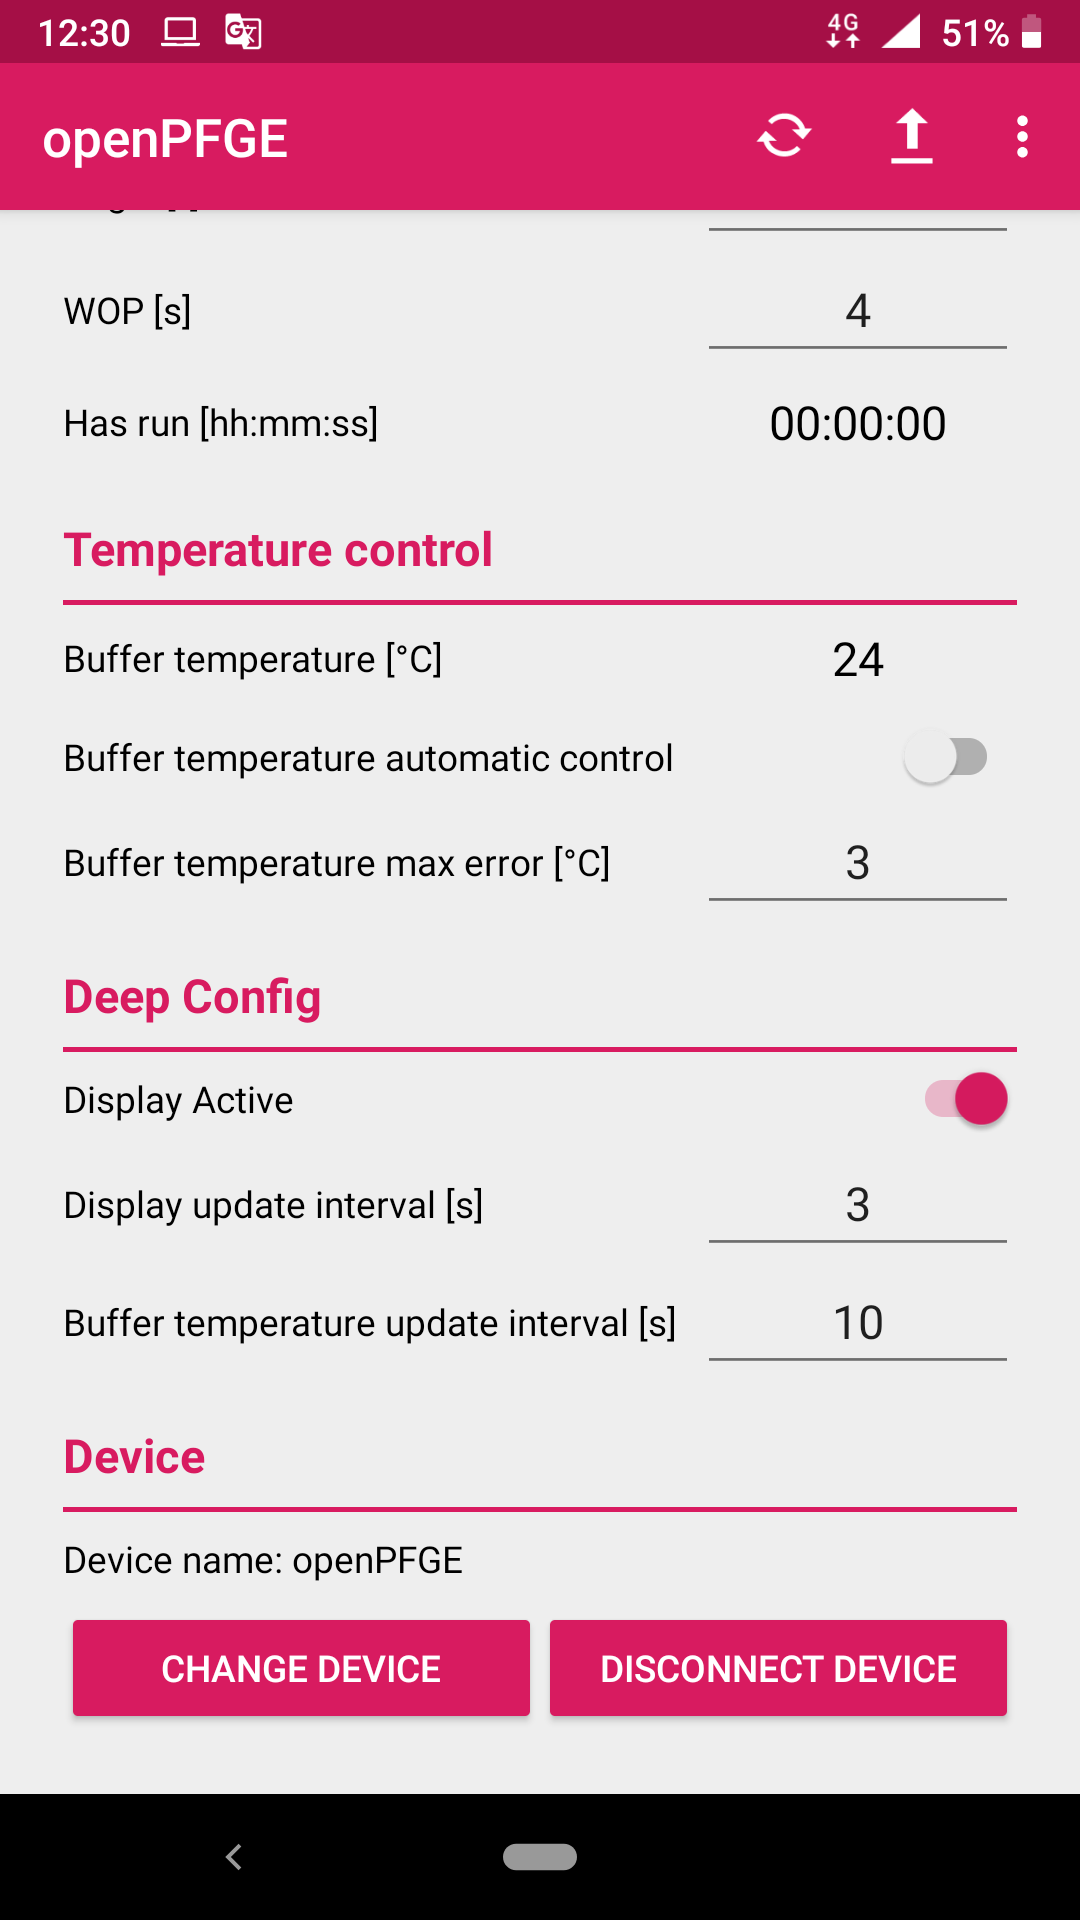 12:30
4G
51%
openPFGE
WOP [s]
4
Has run [hh:mm:ss]
00:00:00
Temperature control
Buffer temperature [°C]
24
Buffer temperature automatic control
Buffer temperature max error [°C]
3
Deep Config
Display Active
Display update interval [s]
3
Buffer temperature update interval [s]
10
Device
Device name: openPFGE
CHANGE DEVICE
DISCONNECT DEVICE